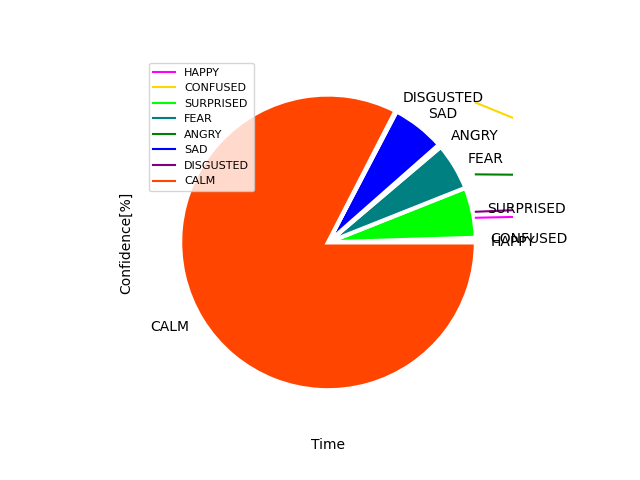 HAPPY
CONFUSED
SURPRISED
FEAR
ANGRY
SAD
DISGUSTED
CALM
DISGUSTED
SAD
ANGRY
FEAR
SURPRISED
CONFUSED
HAPPY
CALM
Confidence[%]
Time